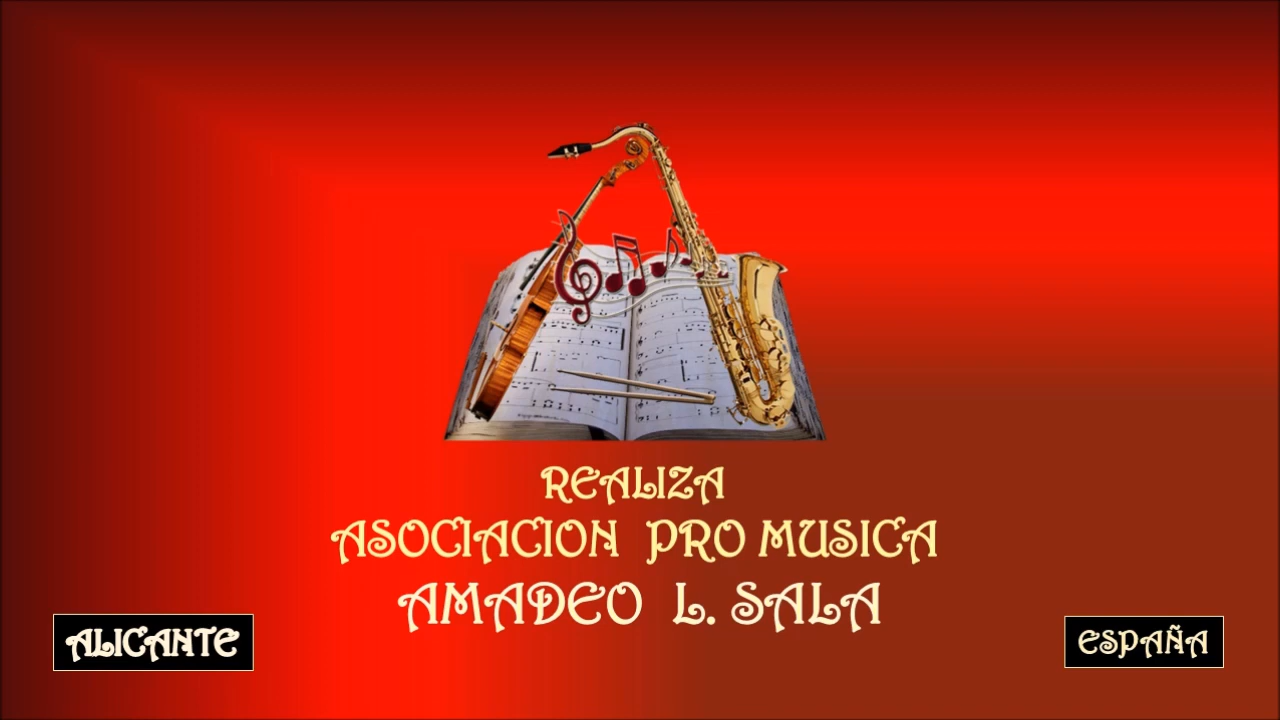 REALIZA
ASOCIACION PRO MUSICA
AMADEO L. SALA
ALICANTE
ESPAÑA